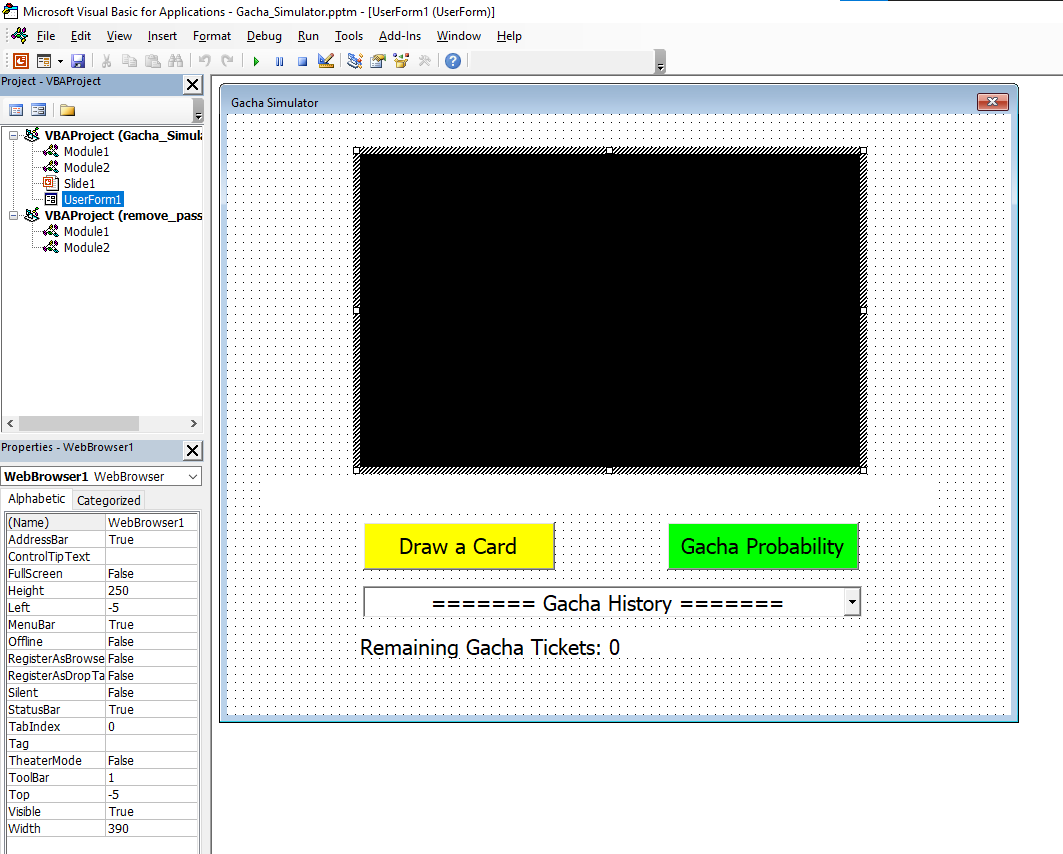 Microsoft Visual Basic for Applications - Gacha_Simulator.pptm - [UserForm1 (UserForm)]
File Edit View Insert Format Debug Run Tools Add-Ins Window Help
Project - VBAProject
VBAProject (Gacha_Simula
Module1
Module2
Slide1
UserForm1
VBAProject (remove_pass
Module1
Module2
Properties - WebBrowser1
WebBrowser1 WebBrowser
Alphabetic Categorized
(Name) WebBrowser1
AddressBar True
ControlTipText
FullScreen False
Height 250
Left -5
MenuBar True
Offline False
RegisterAsBrowse False
RegisterAsDropTa False
Silent False
StatusBar True
TabIndex 0
Tag
TheaterMode False
ToolBar 1
Top -5
Visible True
Width 390
Gacha Simulator
Draw a Card
Gacha Probability
======= Gacha History =======
Remaining Gacha Tickets: 0